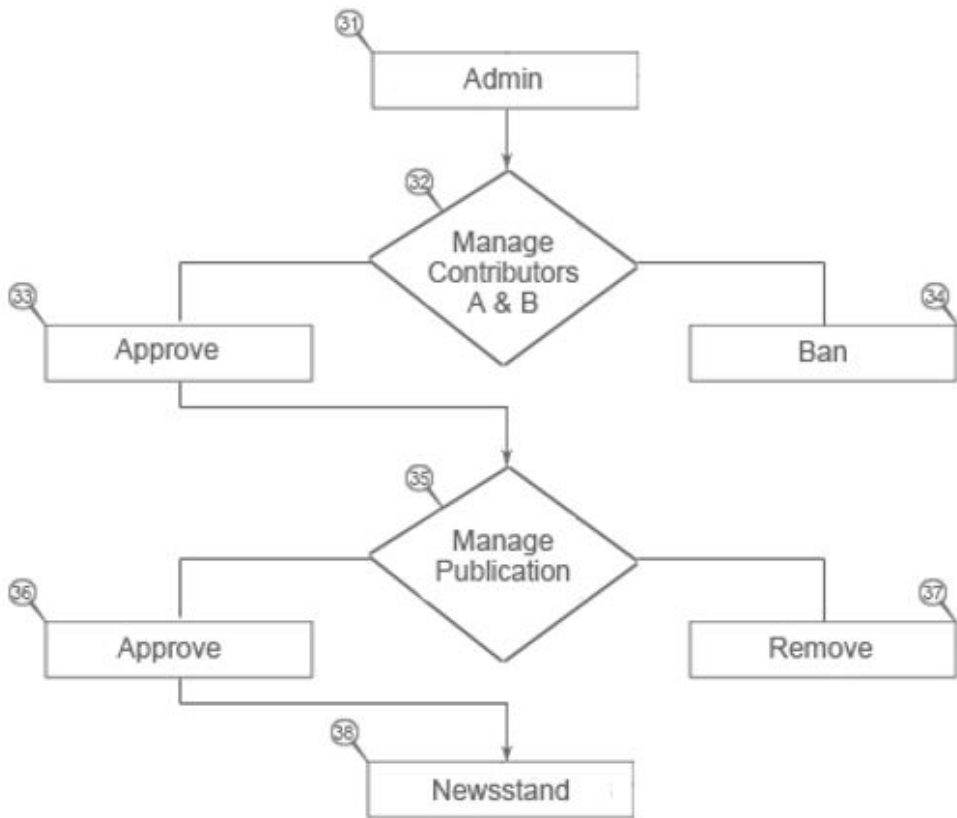 31
Admin
32
Manage
Contributors
A & B
33
Approve
34
Ban
35
Manage
Publication
36
Approve
37
Remove
38
Newsstand